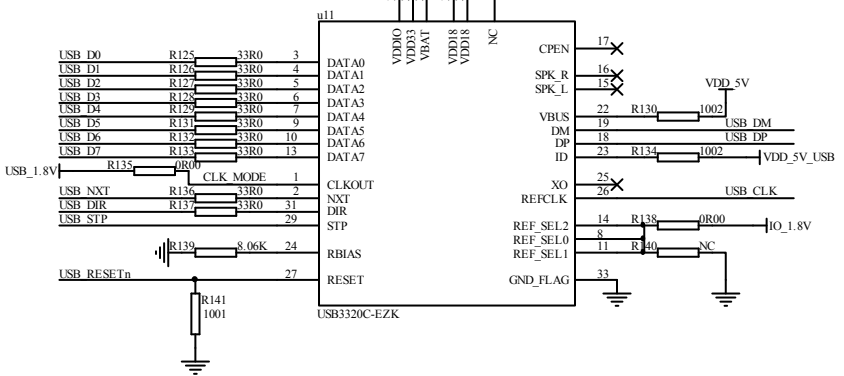 u11
VDDIO
VDD33
VBAT
VDD18
VDD18
NC
CPEN 17
SPK_R 16
SPK_L 15
VDD_5V
USB_D0 R125 33R0 3 DATA0
USB_D1 R126 33R0 4 DATA1
USB_D2 R127 33R0 5 DATA2
USB_D3 R128 33R0 6 DATA3
USB_D4 R129 33R0 7 DATA4
USB_D5 R131 33R0 9 DATA5
USB_D6 R132 33R0 10 DATA6
USB_D7 R133 33R0 13 DATA7
VBUS 22 R130 1002
DM 19 USB_DM
DP 18 USB_DP
ID 23 R134 1002 VDD_5V_USB
USB_1.8V R135 0R00 CLK_MODE 1 CLKOUT
USB_NXT R136 33R0 2 NXT
USB_DIR R137 33R0 31 DIR
USB_STP 29 STP
XO 25
REFCLK 26 USB_CLK
REF_SEL2 14 R138 0R00 IO_1.8V
REF_SEL0 8
REF_SEL1 11 R140 NC
R139 8.06K 24 RBIAS
USB_RESETn 27 RESET
GND_FLAG 33
R141
1001
USB3320C-EZK